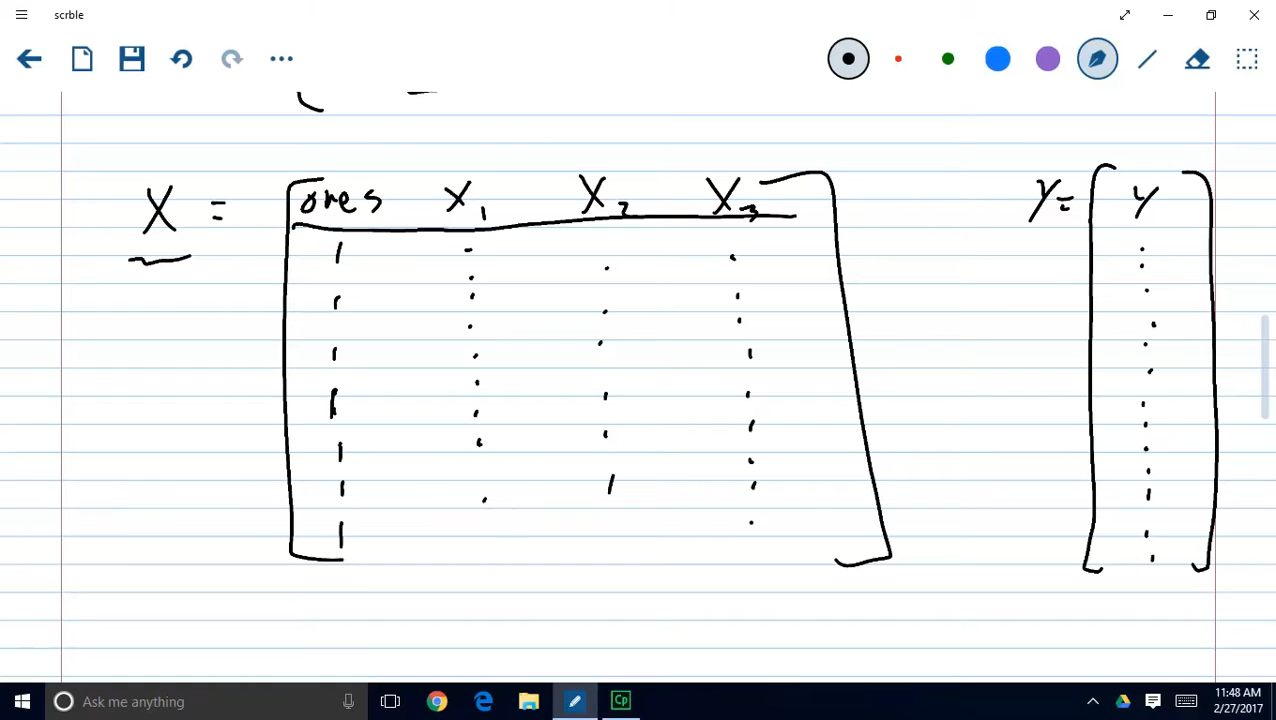 scrble
X = ones X1 X2 X3 Y = Y
1
1
1
1
1
1
1
Ask me anything
Cp
11:48 AM
2/27/2017